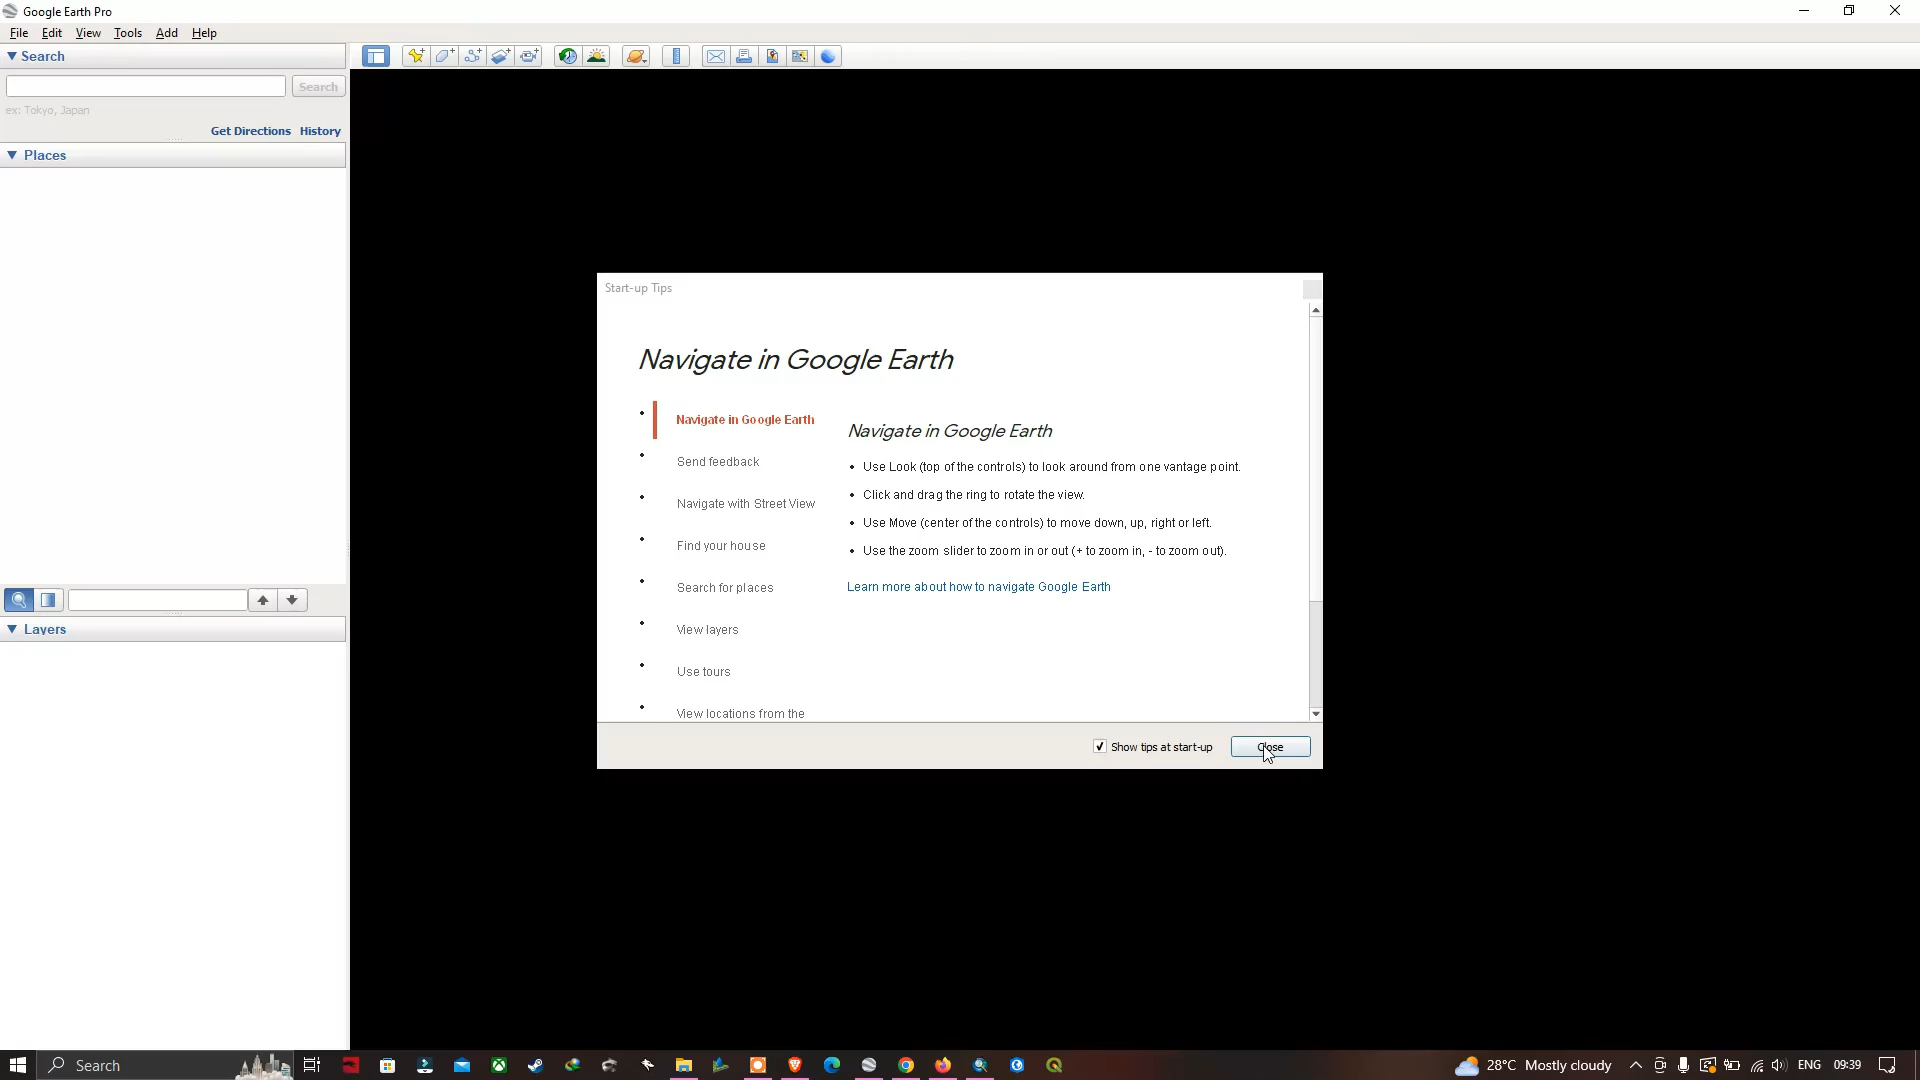 Google Earth Pro
File Edit View Tools Add Help
Search
Search
ex: Tokyo, Japan
Get Directions History
Places
Layers
Start-up Tips
Navigate in Google Earth
Navigate in Google Earth
Send feedback
Navigate with Street View
Find your house
Search for places
View layers
Use tours
View locations from the
Navigate in Google Earth
Use Look (top of the controls) to look around from one vantage point.
Click and drag the ring to rotate the view.
Use Move (center of the controls) to move down, up, right or left.
Use the zoom slider to zoom in or out (+ to zoom in, - to zoom out).
Learn more about how to navigate Google Earth
Show tips at start-up Close
Search
28°C Mostly cloudy ENG 09:39